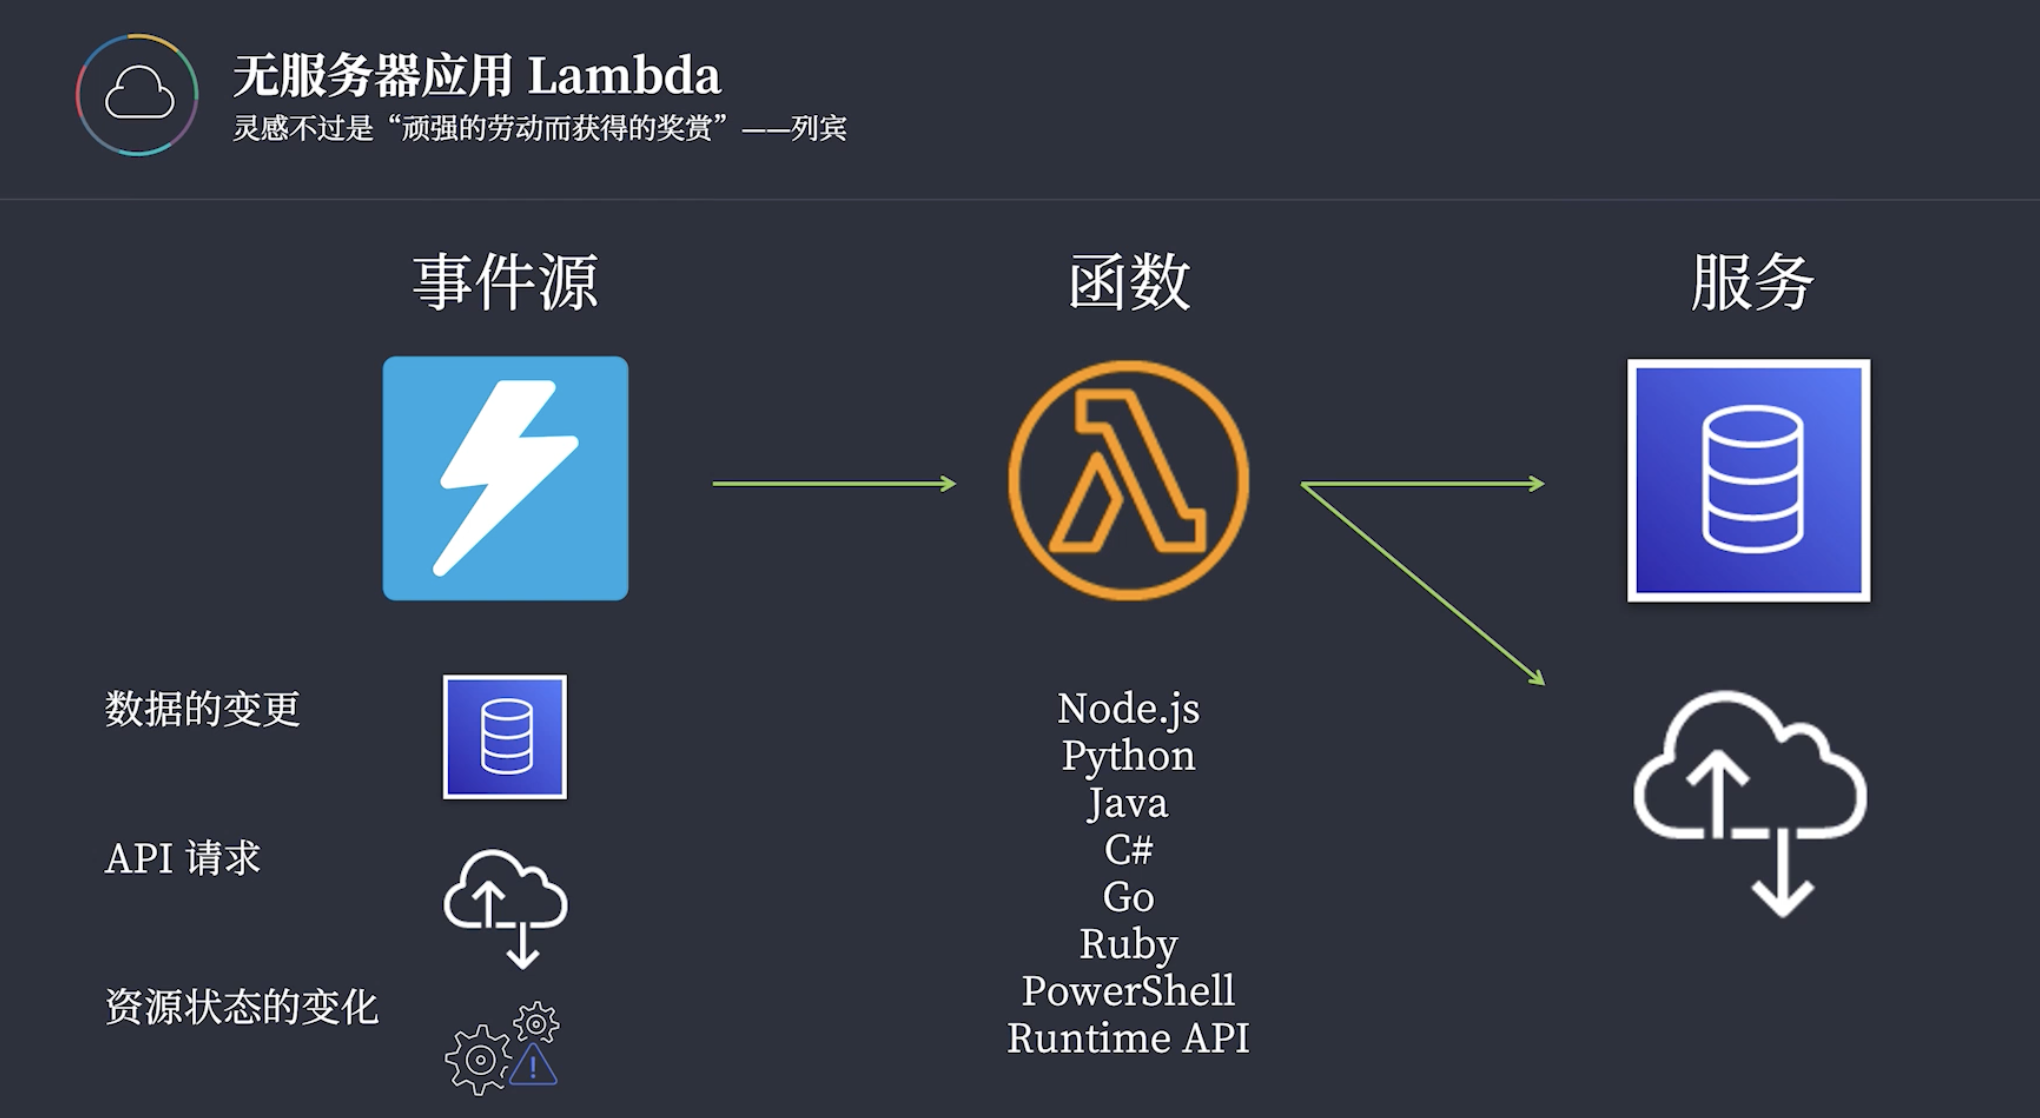 无服务器应用 Lambda
灵感不过是“顽强的劳动而获得的奖赏”——列宾
事件源
函数
服务
数据的变更
API 请求
资源状态的变化
Node.js
Python
Java
C#
Go
Ruby
PowerShell
Runtime API